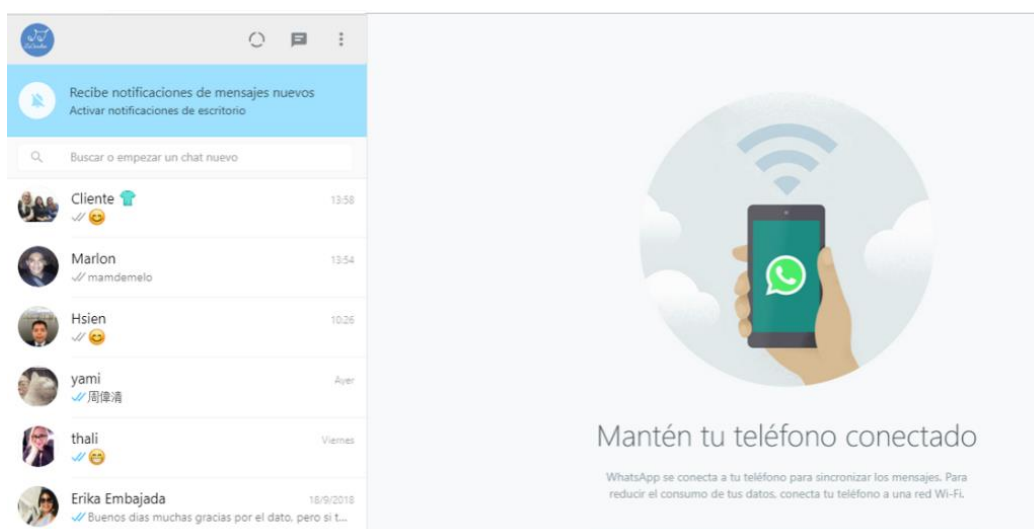 Recibe notificaciones de mensajes nuevos
Activar notificaciones de escritorio
Buscar o empezar un chat nuevo
Cliente 👕 13:58
😊
Marlon 13:54
mamdemelo
Hsien 10:26
😊
yami Ayer
周偉清
thali Viernes
😁
Erika Embajada 18/9/2018
Buenos dias muchas gracias por el dato, pero si t...
Mantén tu teléfono conectado
WhatsApp se conecta a tu teléfono para sincronizar los mensajes. Para
reducir el consumo de tus datos, conecta tu teléfono a una red Wi-Fi.